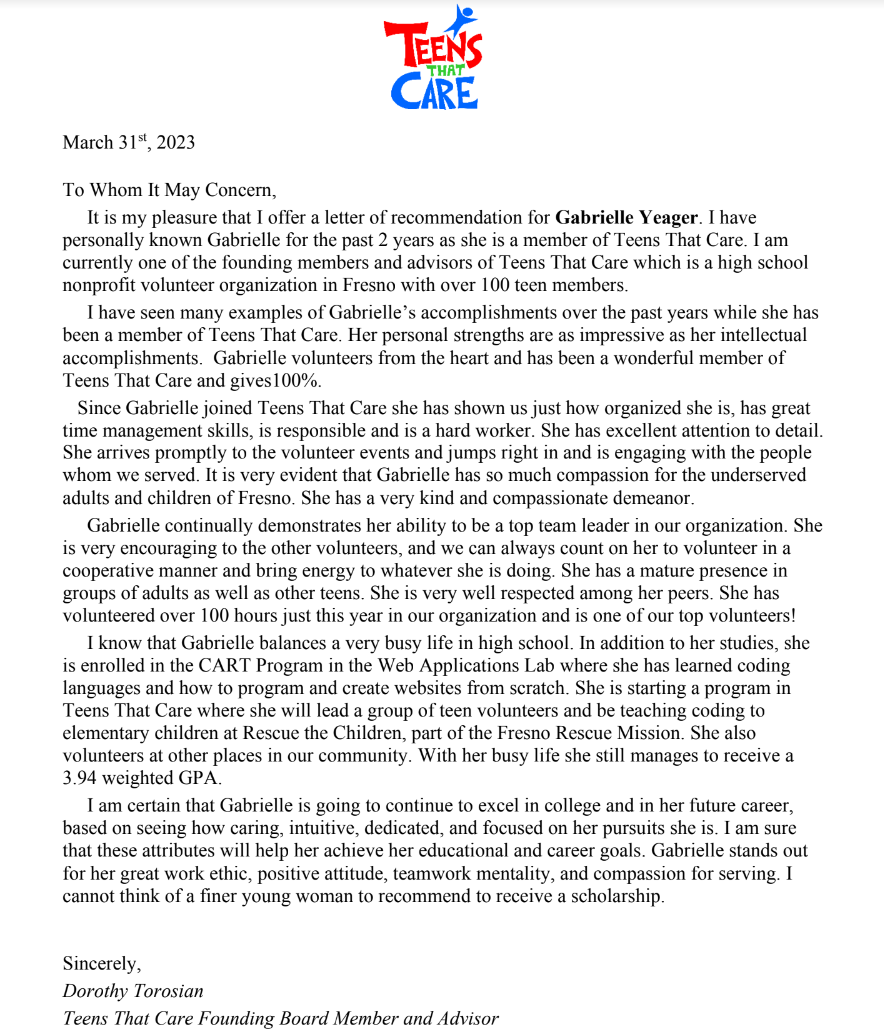 TEENS
THAT
CARE
March 31st, 2023
To Whom It May Concern,
It is my pleasure that I offer a letter of recommendation for Gabrielle Yeager. I have
personally known Gabrielle for the past 2 years as she is a member of Teens That Care. I am
currently one of the founding members and advisors of Teens That Care which is a high school
nonprofit volunteer organization in Fresno with over 100 teen members.
I have seen many examples of Gabrielle’s accomplishments over the past years while she has
been a member of Teens That Care. Her personal strengths are as impressive as her intellectual
accomplishments.  Gabrielle volunteers from the heart and has been a wonderful member of
Teens That Care and gives100%.
Since Gabrielle joined Teens That Care she has shown us just how organized she is, has great
time management skills, is responsible and is a hard worker. She has excellent attention to detail.
She arrives promptly to the volunteer events and jumps right in and is engaging with the people
whom we served. It is very evident that Gabrielle has so much compassion for the underserved
adults and children of Fresno. She has a very kind and compassionate demeanor.
Gabrielle continually demonstrates her ability to be a top team leader in our organization. She
is very encouraging to the other volunteers, and we can always count on her to volunteer in a
cooperative manner and bring energy to whatever she is doing. She has a mature presence in
groups of adults as well as other teens. She is very well respected among her peers. She has
volunteered over 100 hours just this year in our organization and is one of our top volunteers!
I know that Gabrielle balances a very busy life in high school. In addition to her studies, she
is enrolled in the CART Program in the Web Applications Lab where she has learned coding
languages and how to program and create websites from scratch. She is starting a program in
Teens That Care where she will lead a group of teen volunteers and be teaching coding to
elementary children at Rescue the Children, part of the Fresno Rescue Mission. She also
volunteers at other places in our community. With her busy life she still manages to receive a
3.94 weighted GPA.
I am certain that Gabrielle is going to continue to excel in college and in her future career,
based on seeing how caring, intuitive, dedicated, and focused on her pursuits she is. I am sure
that these attributes will help her achieve her educational and career goals. Gabrielle stands out
for her great work ethic, positive attitude, teamwork mentality, and compassion for serving. I
cannot think of a finer young woman to recommend to receive a scholarship.
Sincerely,
Dorothy Torosian
Teens That Care Founding Board Member and Advisor